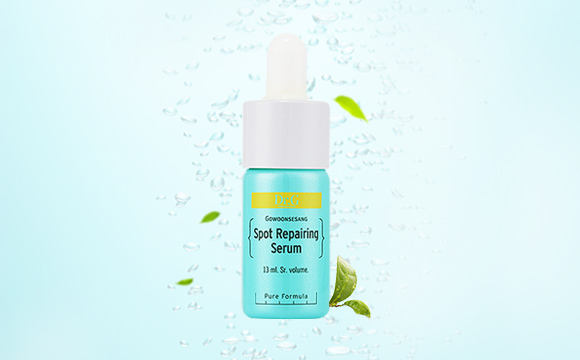 GOWOONSESANG
Spot Repairing
Serum
13 ml. Sr. volume.
Pure Formula